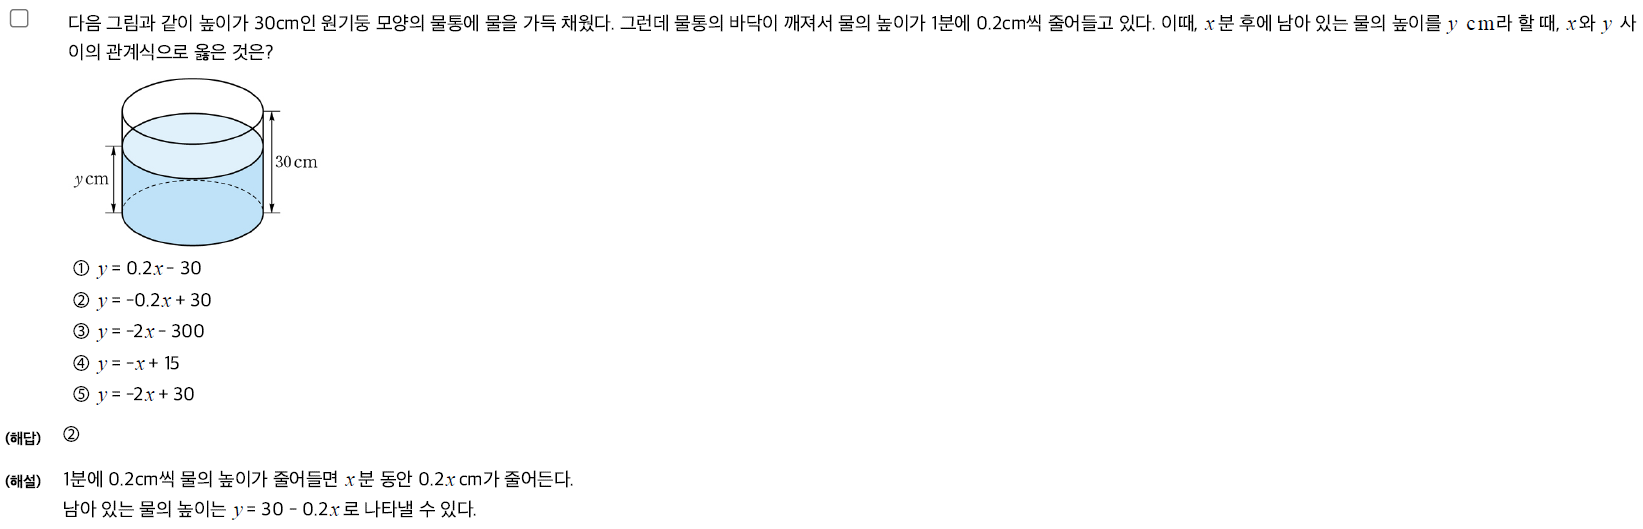 다음 그림과 같이 높이가 30cm인 원기둥 모양의 물통에 물을 가득 채웠다. 그런데 물통의 바닥이 깨져서 물의 높이가 1분에 0.2cm씩 줄어들고 있다. 이때, x분 후에 남아 있는 물의 높이를 y cm라 할 때, x와 y 사
이의 관계식으로 옳은 것은?
30 cm
y cm
① y = 0.2x - 30
② y = -0.2x + 30
③ y = -2x - 300
④ y = -x + 15
⑤ y = -2x + 30
(해답) ②
(해설) 1분에 0.2cm씩 물의 높이가 줄어들면 x분 동안 0.2x cm가 줄어든다.
남아 있는 물의 높이는 y = 30 - 0.2x로 나타낼 수 있다.